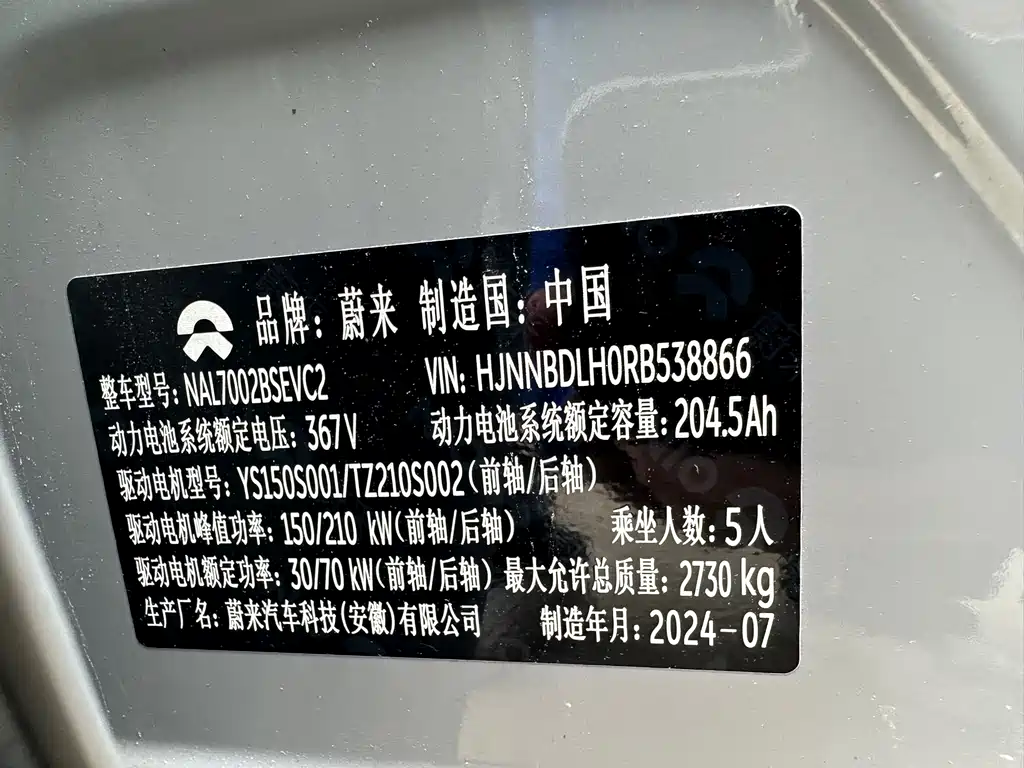 品牌：蔚来 制造国：中国
整车型号：NAL7002BSEVC2 VIN：HJNNBDLH0RB538866
动力电池系统额定电压：367V 动力电池系统额定容量：204.5Ah
驱动电机型号：YS150S001/TZ210S002（前轴/后轴）
驱动电机峰值功率：150/210 kW（前轴/后轴） 乘坐人数：5人
驱动电机额定功率：30/70 kW（前轴/后轴） 最大允许总质量：2730 kg
生产厂名：蔚来汽车科技（安徽）有限公司 制造年月：2024-07